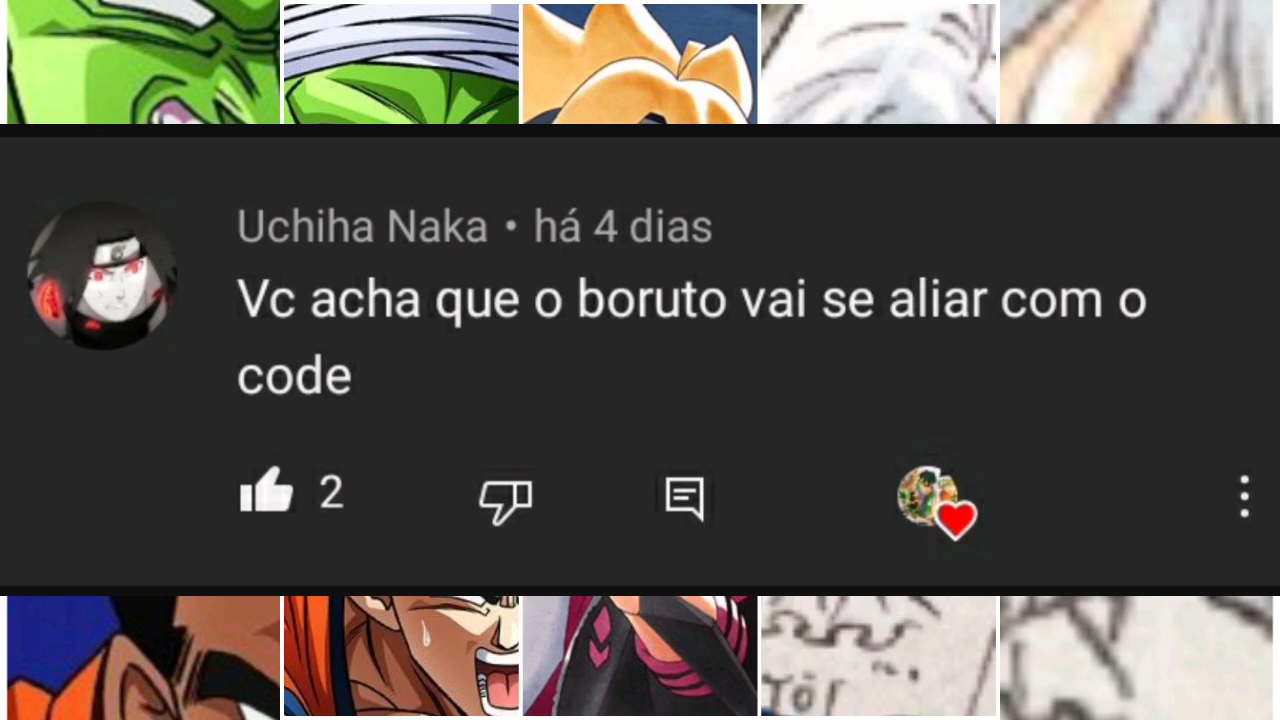 Uchiha Naka • há 4 dias
Vc acha que o boruto vai se aliar com o
code
2